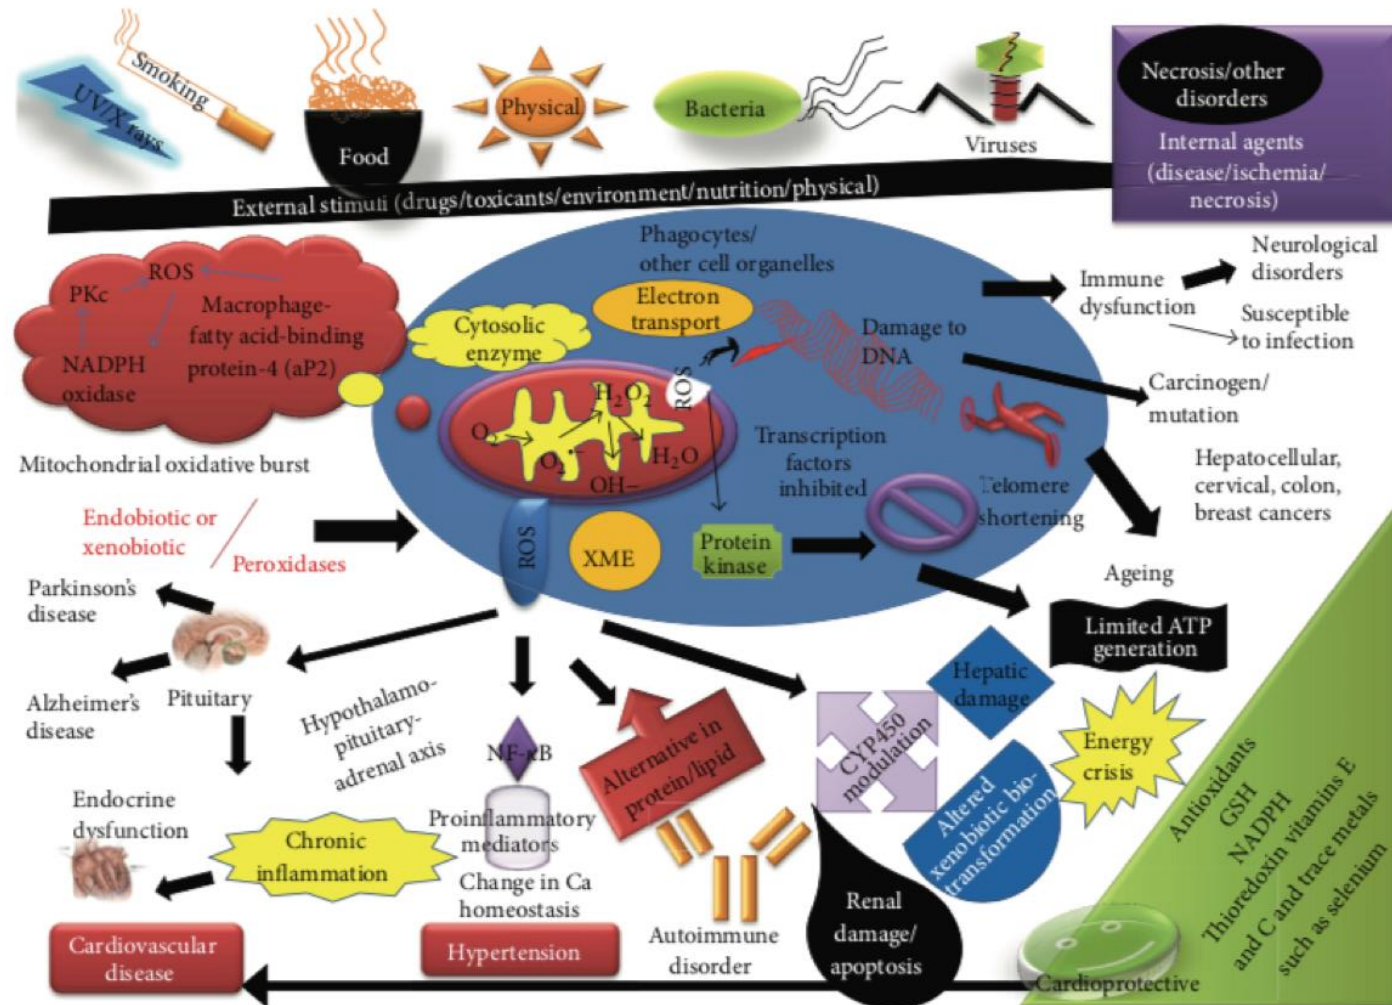 Smoking
UV/X rays
Food
Physical
Bacteria
Viruses
Necrosis/other
disorders
Internal agents
(disease/ischemia/
necrosis)
External stimuli (drugs/toxicants/environment/nutrition/physical)
ROS
PKc
Macrophage-
fatty acid-binding
protein-4 (aP2)
NADPH
oxidase
Cytosolic
enzyme
Phagocytes/
other cell organelles
Electron
transport
Damage to
DNA
ROS
H₂O₂
O₂
O₂•−
H₂O
OH−
Transcription
factors
inhibited
Telomere
shortening
Protein
kinase
XME
ROS
Immune
dysfunction
Neurological
disorders
Susceptible
to infection
Carcinogen/
mutation
Hepatocellular,
cervical, colon,
breast cancers
Mitochondrial oxidative burst
Endobiotic or
xenobiotic
Peroxidases
Parkinson's
disease
Alzheimer's
disease
Pituitary
Hypothalamo-
pituitary-
adrenal axis
Endocrine
dysfunction
Chronic
inflammation
Cardiovascular
disease
NF-κB
Proinflammatory
mediators
Change in Ca
homeostasis
Hypertension
Alternative in
protein/lipid
Autoimmune
disorder
CYP450
modulation
Renal
damage/
apoptosis
Hepatic
damage
Altered
xenobiotic bio-
transformation
Ageing
Limited ATP
generation
Energy
crisis
Antioxidants
GSH
NADPH
Thioredoxin vitamins E
and C and trace metals
such as selenium
Cardioprotective